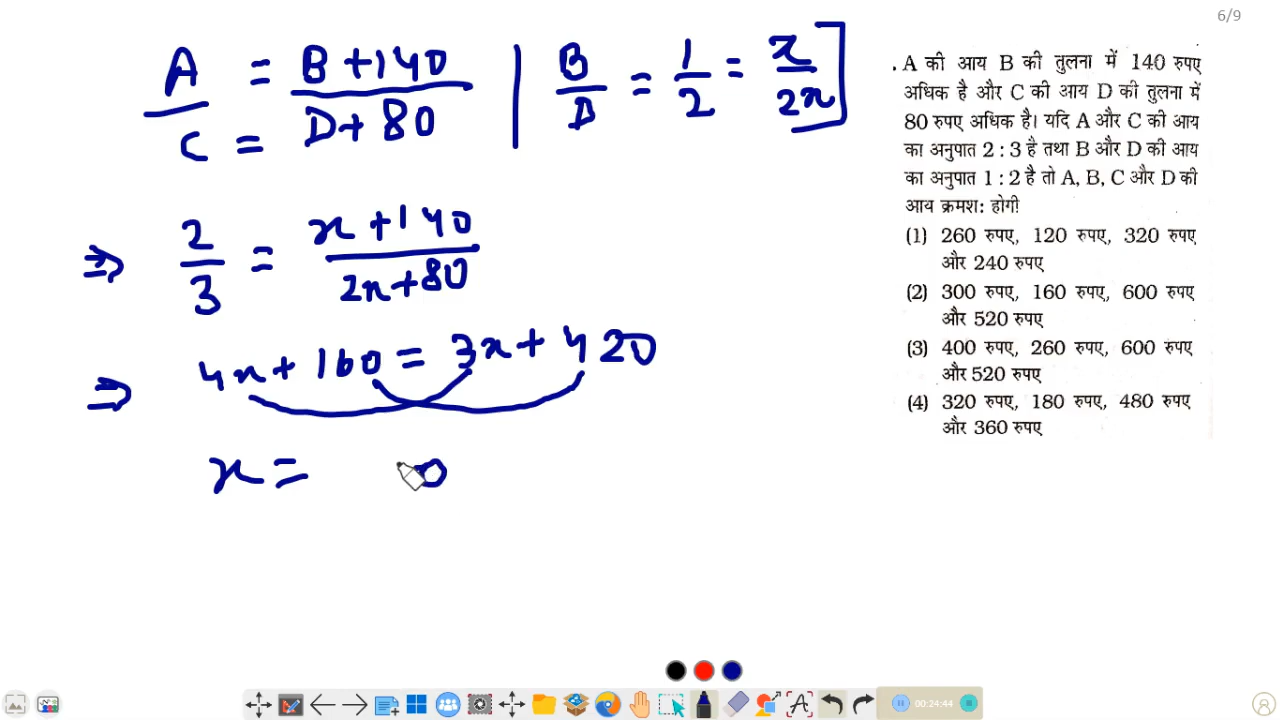 6/9
A = B + 140 | B = 1 = x
C = D + 80 D 2 2x
⇒ 2 = x + 140
3 2x + 80
⇒ 4x + 160 = 3x + 420
x = 0
. A की आय B की तुलना में 140 रुपए
अधिक है और C की आय D की तुलना में
80 रुपए अधिक है। यदि A और C की आय
का अनुपात 2 : 3 है तथा B और D की आय
का अनुपात 1 : 2 है तो A, B, C और D की
आय क्रमश: होगी
(1) 260 रुपए, 120 रुपए, 320 रुपए
और 240 रुपए
(2) 300 रुपए, 160 रुपए, 600 रुपए
और 520 रुपए
(3) 400 रुपए, 260 रुपए, 600 रुपए
और 520 रुपए
(4) 320 रुपए, 180 रुपए, 480 रुपए
और 360 रुपए
00:24:44